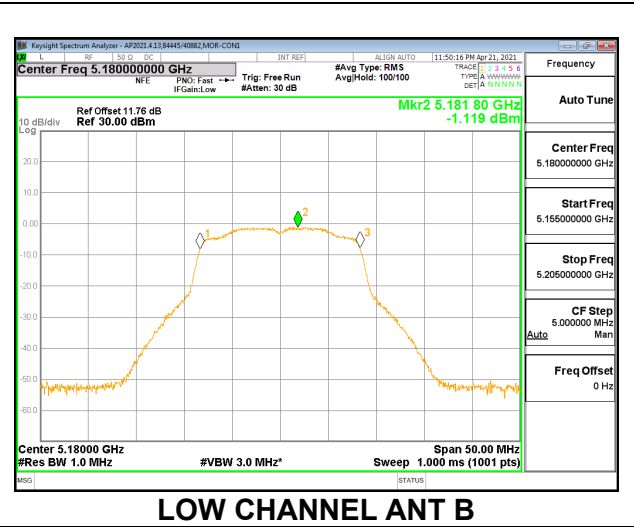 Keysight Spectrum Analyzer - AP2021.4.13,84445/40882,MOR-CON1
L RF 50 Ω DC INT REF ALIGN AUTO 11:50:16 PM Apr 21, 2021
Center Freq 5.180000000 GHz
NFE
PNO: Fast
IFGain:Low
Trig: Free Run
#Atten: 30 dB
#Avg Type: RMS
Avg|Hold: 100/100
TRACE 1 2 3 4 5 6
TYPE A WWWWW
DET A N N N N N
Ref Offset 11.76 dB
10 dB/div Ref 30.00 dBm
Log
Mkr2 5.181 80 GHz
-1.119 dBm
20.0
10.0
0.00
-10.0
-20.0
-30.0
-40.0
-50.0
-60.0
1
2
3
Center 5.18000 GHz
Span 50.00 MHz
#Res BW 1.0 MHz
#VBW 3.0 MHz*
Sweep 1.000 ms (1001 pts)
MSG
STATUS
Frequency
Auto Tune
Center Freq
5.180000000 GHz
Start Freq
5.155000000 GHz
Stop Freq
5.205000000 GHz
CF Step
5.000000 MHz
Auto Man
Freq Offset
0 Hz
LOW CHANNEL ANT B